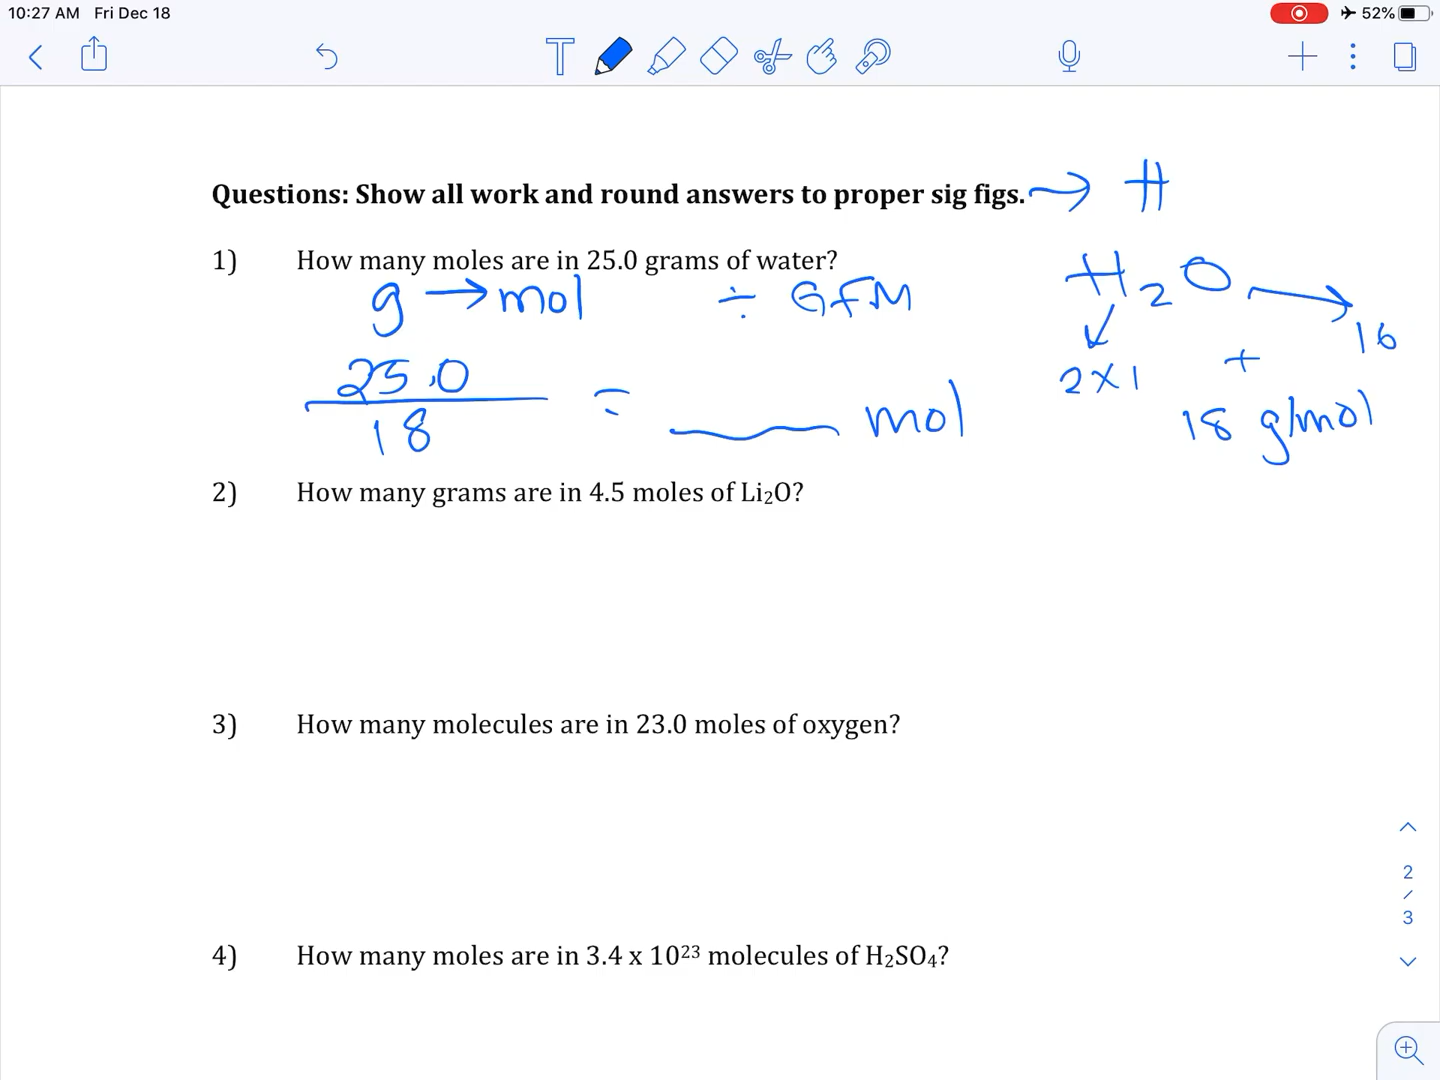 10:27 AM Fri Dec 18
52%
Questions: Show all work and round answers to proper sig figs. → H
1) How many moles are in 25.0 grams of water?
H₂O
g → mol ÷ GFM
16
2 x 1 +
25.0
18
= ____ mol
18 g/mol
2) How many grams are in 4.5 moles of Li₂O?
3) How many molecules are in 23.0 moles of oxygen?
2
/
3
4) How many moles are in 3.4 x 10²³ molecules of H₂SO₄?